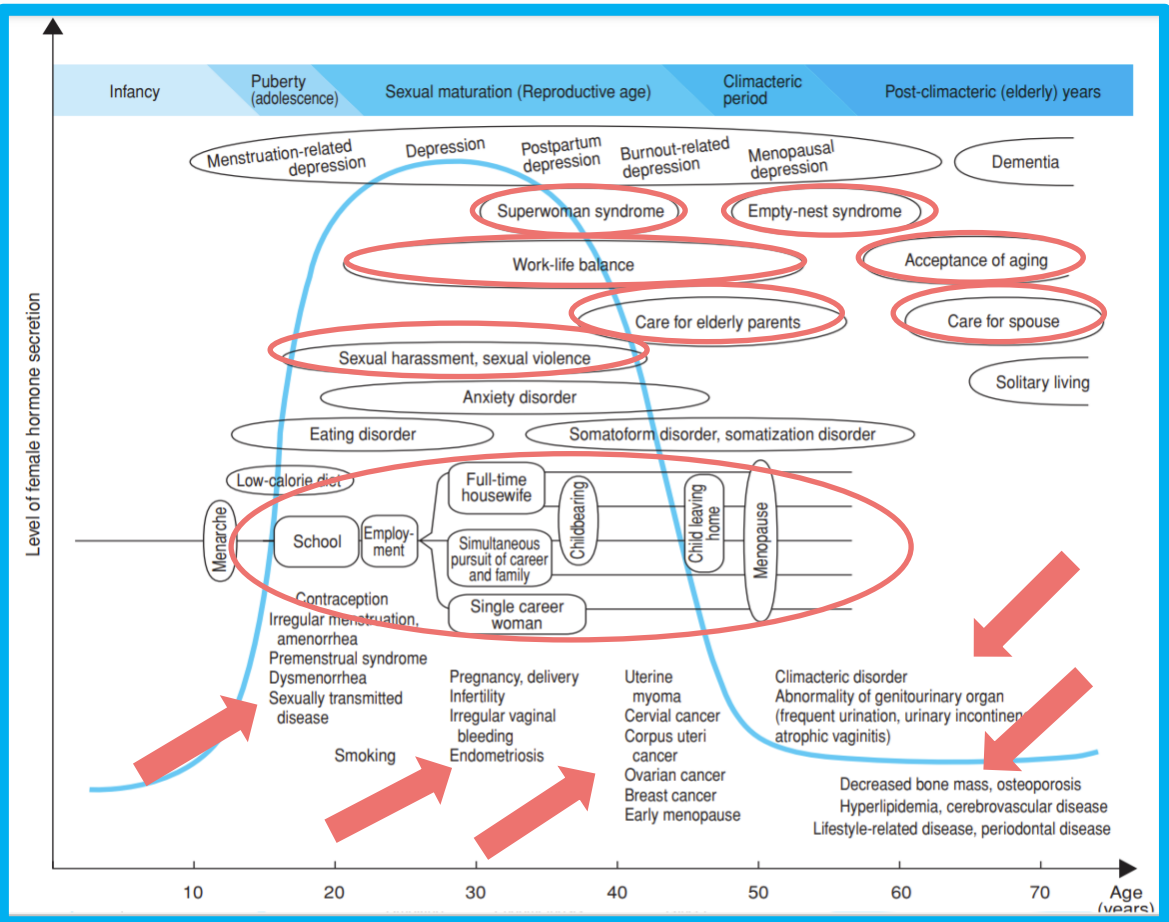 Infancy
Puberty
(adolescence)
Sexual maturation (Reproductive age)
Climacteric
period
Post-climacteric (elderly) years
Menstruation-related
depression
Depression
Postpartum
depression
Burnout-related
depression
Menopausal
depression
Dementia
Superwoman syndrome
Empty-nest syndrome
Work-life balance
Acceptance of aging
Care for elderly parents
Care for spouse
Sexual harassment, sexual violence
Solitary living
Anxiety disorder
Eating disorder
Somatoform disorder, somatization disorder
Low-calorie diet
Menarche
School
Employ-
ment
Full-time
housewife
Simultaneous
pursuit of career
and family
Single career
woman
Childbearing
Child leaving
home
Menopause
Contraception
Irregular menstruation,
amenorrhea
Premenstrual syndrome
Dysmenorrhea
Sexually transmitted
disease
Smoking
Pregnancy, delivery
Infertility
Irregular vaginal
bleeding
Endometriosis
Uterine
myoma
Cervial cancer
Corpus uteri
cancer
Ovarian cancer
Breast cancer
Early menopause
Climacteric disorder
Abnormality of genitourinary organ
(frequent urination, urinary incontinen
atrophic vaginitis)
Decreased bone mass, osteoporosis
Hyperlipidemia, cerebrovascular disease
Lifestyle-related disease, periodontal disease
Level of female hormone secretion
10 20 30 40 50 60 70 Age
(years)